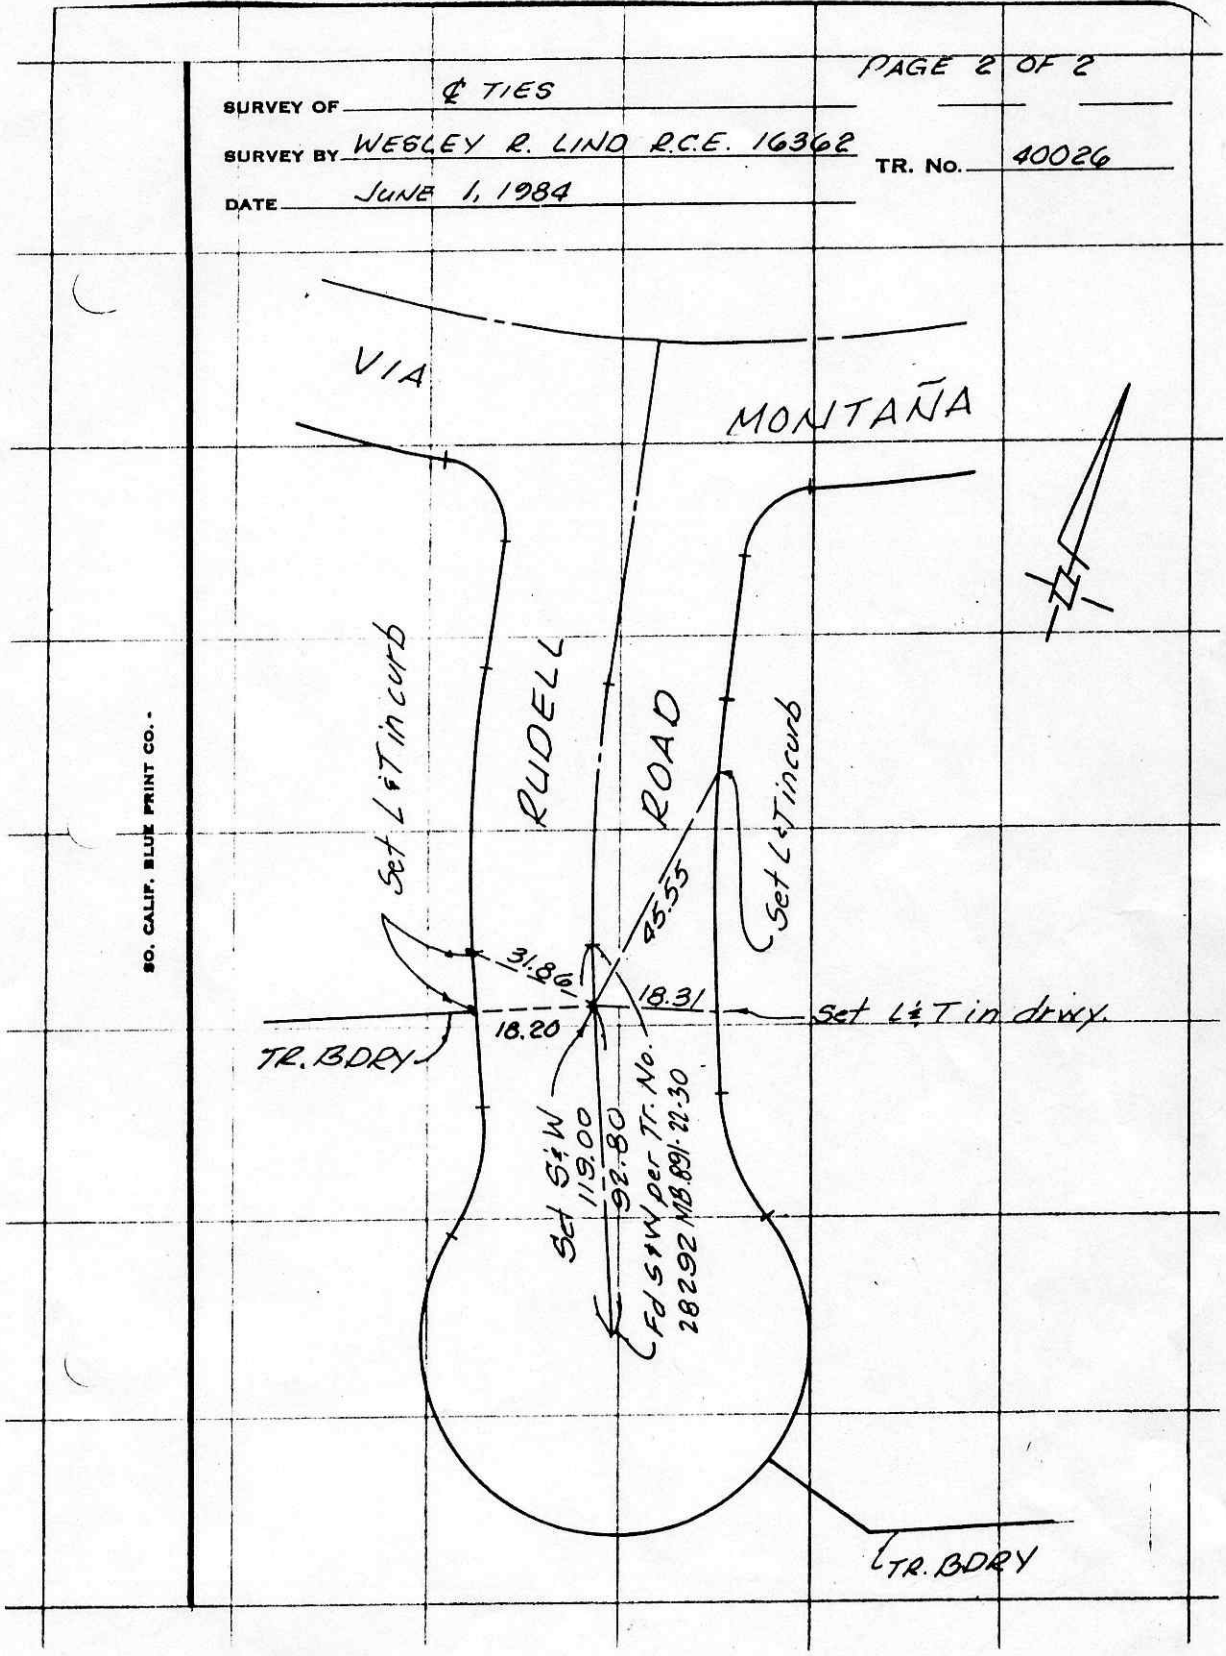 PAGE 2 OF 2
SURVEY OF ₵ TIES
SURVEY BY WESLEY R. LIND R.C.E. 16362
TR. No. 40026
DATE JUNE 1, 1984
VIA
MONTAÑA
RUDELL
ROAD
Set L & T in curb
Set L & T in curb
45.55
31.86
18.31
18.20
Set L & T in drwy.
TR. BDRY
Set S & W
119.00
92.80
Fd S & W per Tr. No.
28292 MB.891-22-30
TR. BDRY
SO. CALIF. BLUE PRINT CO. -